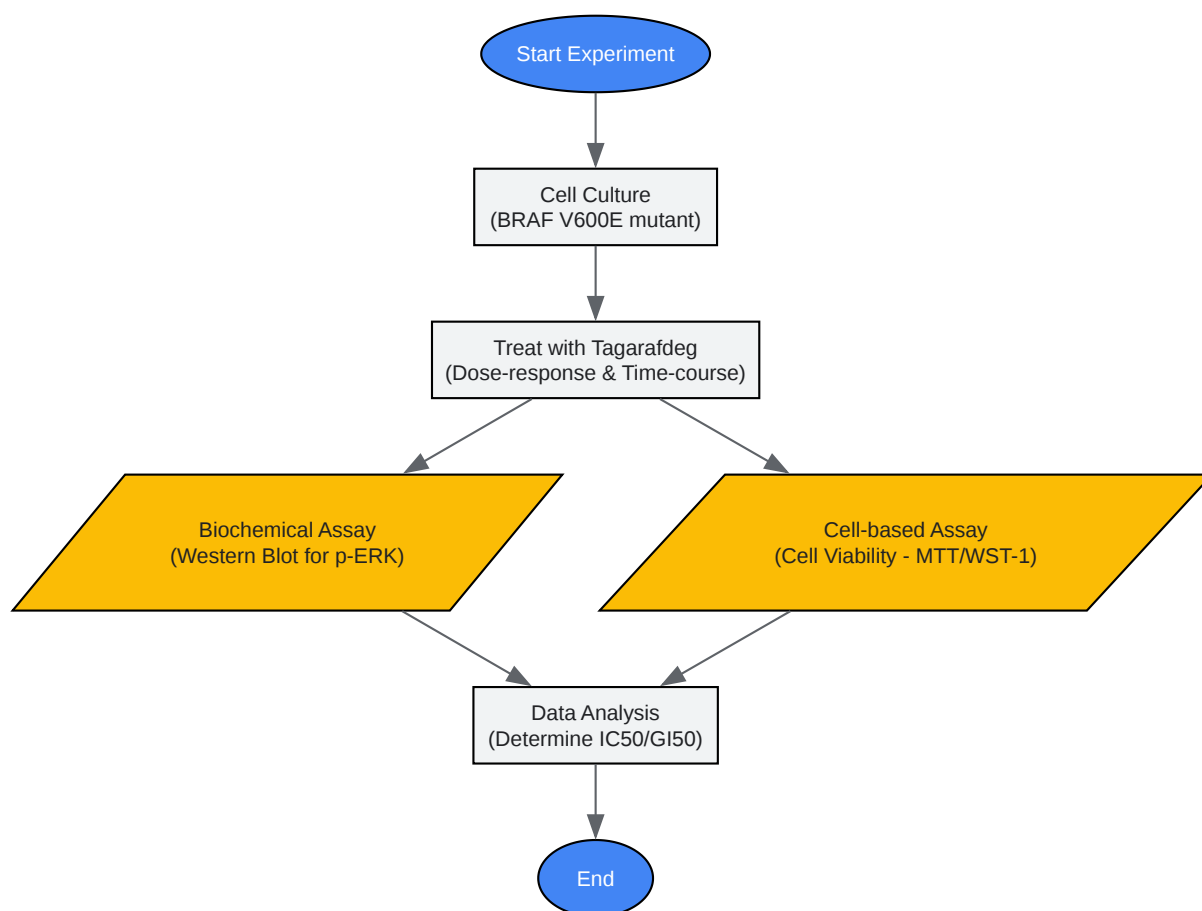 Start Experiment
Cell Culture
(BRAF V600E mutant)
Treat with Tagarafdeg
(Dose-response & Time-course)
Biochemical Assay
(Western Blot for p-ERK)
Cell-based Assay
(Cell Viability - MTT/WST-1)
Data Analysis
(Determine IC50/GI50)
End